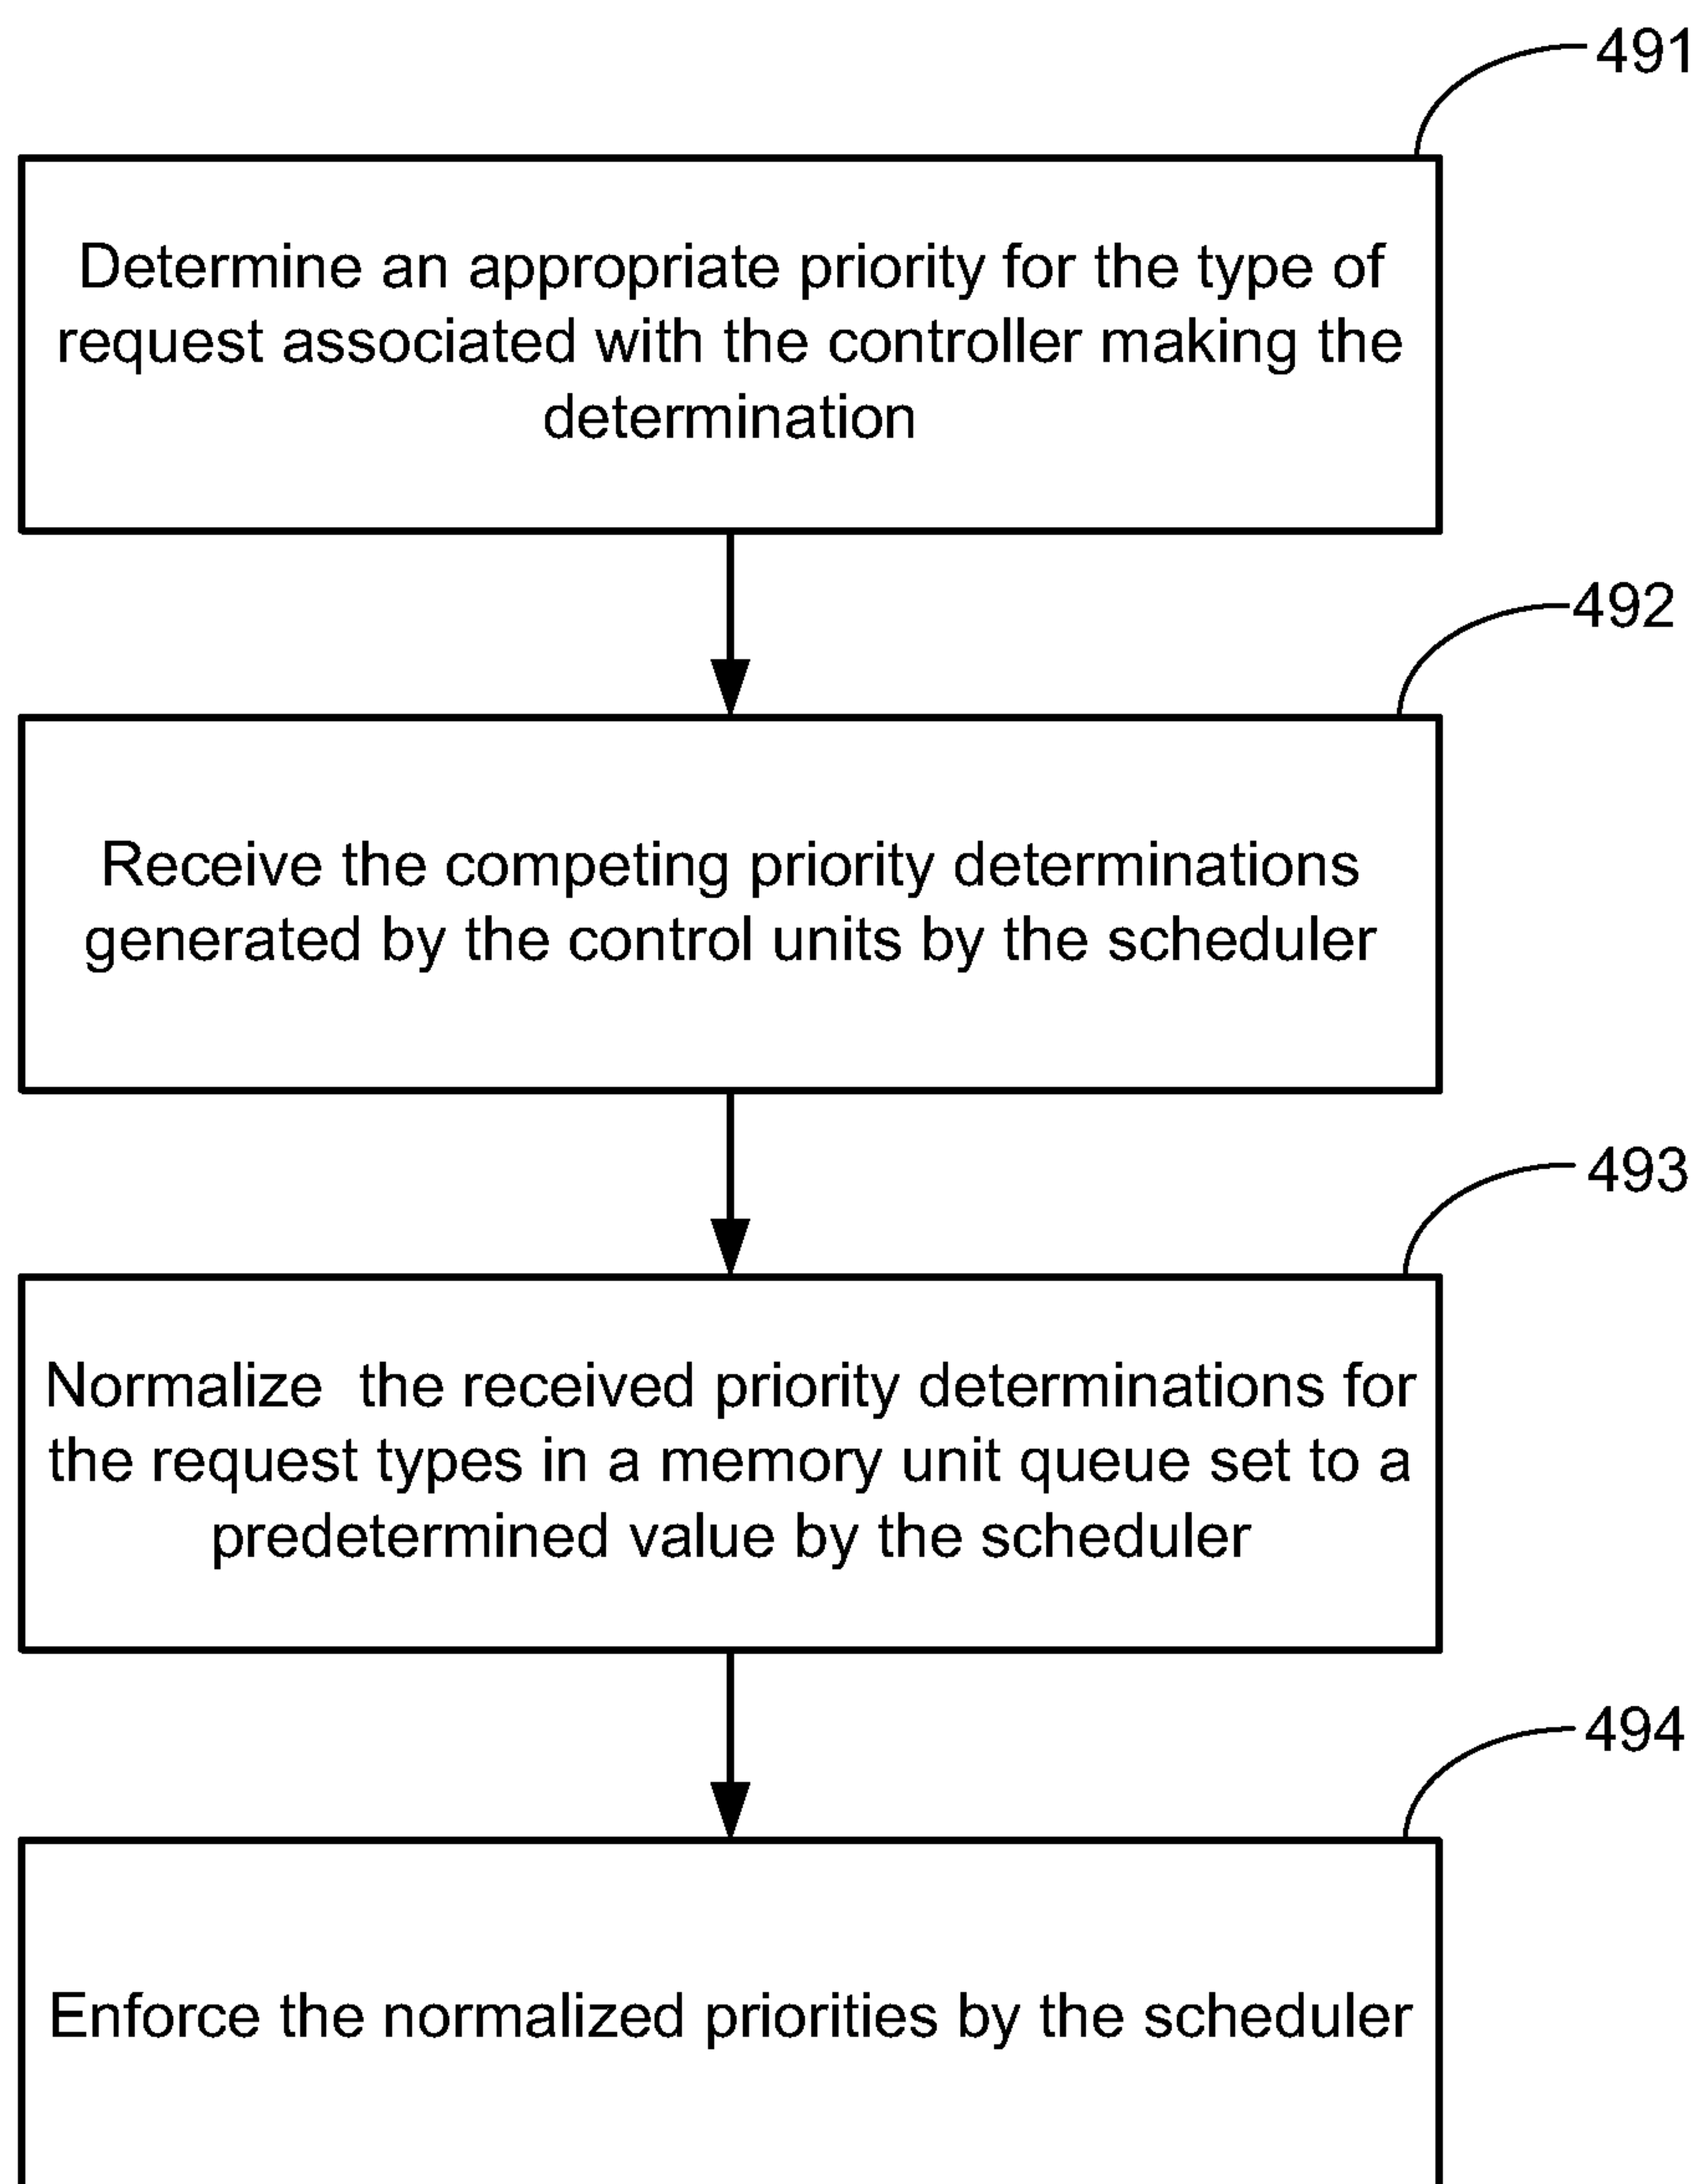 491
Determine an appropriate priority for the type of
request associated with the controller making the
determination
492
Receive the competing priority determinations
generated by the control units by the scheduler
493
Normalize the received priority determinations for
the request types in a memory unit queue set to a
predetermined value by the scheduler
494
Enforce the normalized priorities by the scheduler